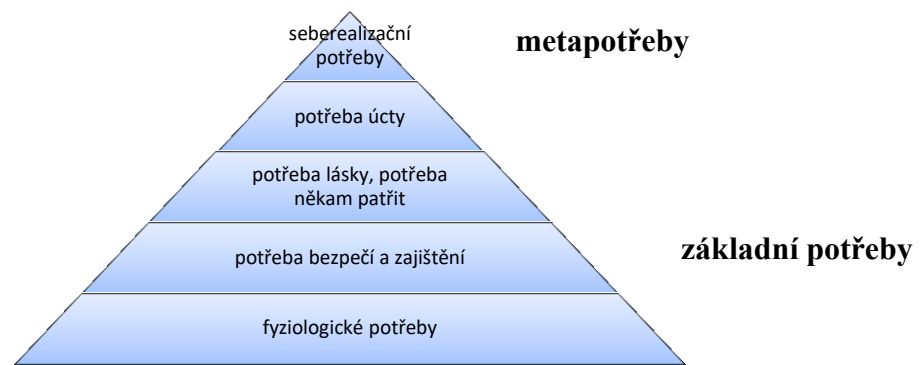 seberealizační
potřeby
metapotřeby
potřeba úcty
potřeba lásky, potřeba
někam patřit
potřeba bezpečí a zajištění
základní potřeby
fyziologické potřeby